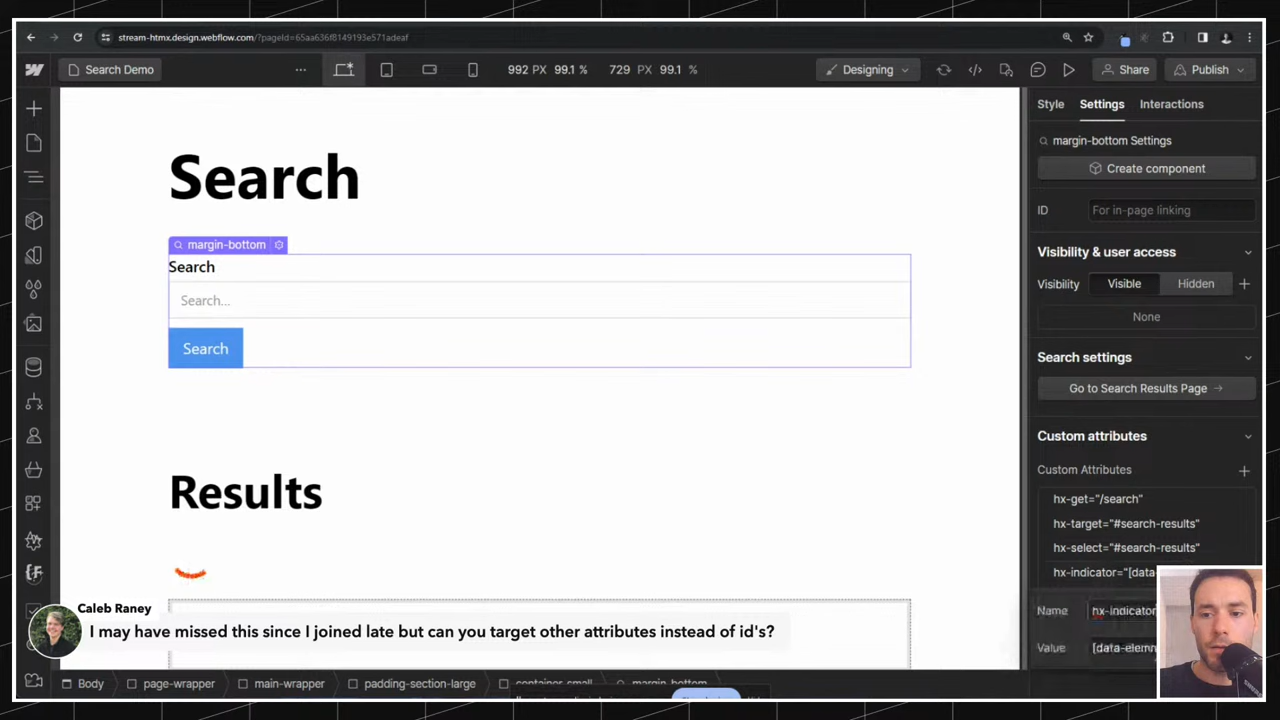 stream-htmx.design.webflow.com/?pageId=65aa636f8149193e571adeaf
Search Demo
992 PX 99.1 % 729 PX 99.1 %
Designing
Share
Publish
Style Settings Interactions
margin-bottom Settings
Create component
ID For in-page linking
Visibility & user access
Visibility Visible Hidden
None
Search settings
Go to Search Results Page →
Custom attributes
Custom Attributes
hx-get="/search"
hx-target="#search-results"
hx-select="#search-results"
hx-indicator="[data-
Name hx-indicator
Value
Search
margin-bottom
Search
Search...
Search
Results
Caleb Raney
I may have missed this since I joined late but can you target other attributes instead of id's?
Body page-wrapper main-wrapper padding-section-large container-small margin-bottom